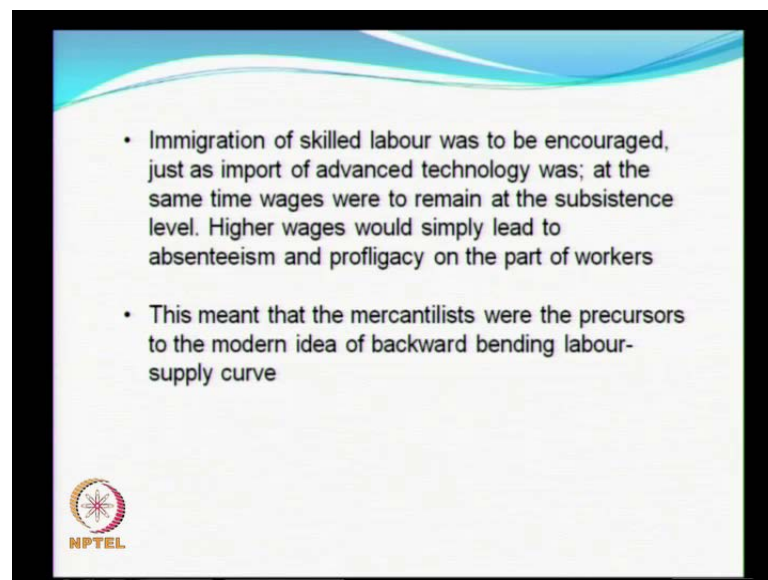 • Immigration of skilled labour was to be encouraged,
just as import of advanced technology was; at the
same time wages were to remain at the subsistence
level. Higher wages would simply lead to
absenteeism and profligacy on the part of workers
• This meant that the mercantilists were the precursors
to the modern idea of backward bending labour-
supply curve
NPTEL